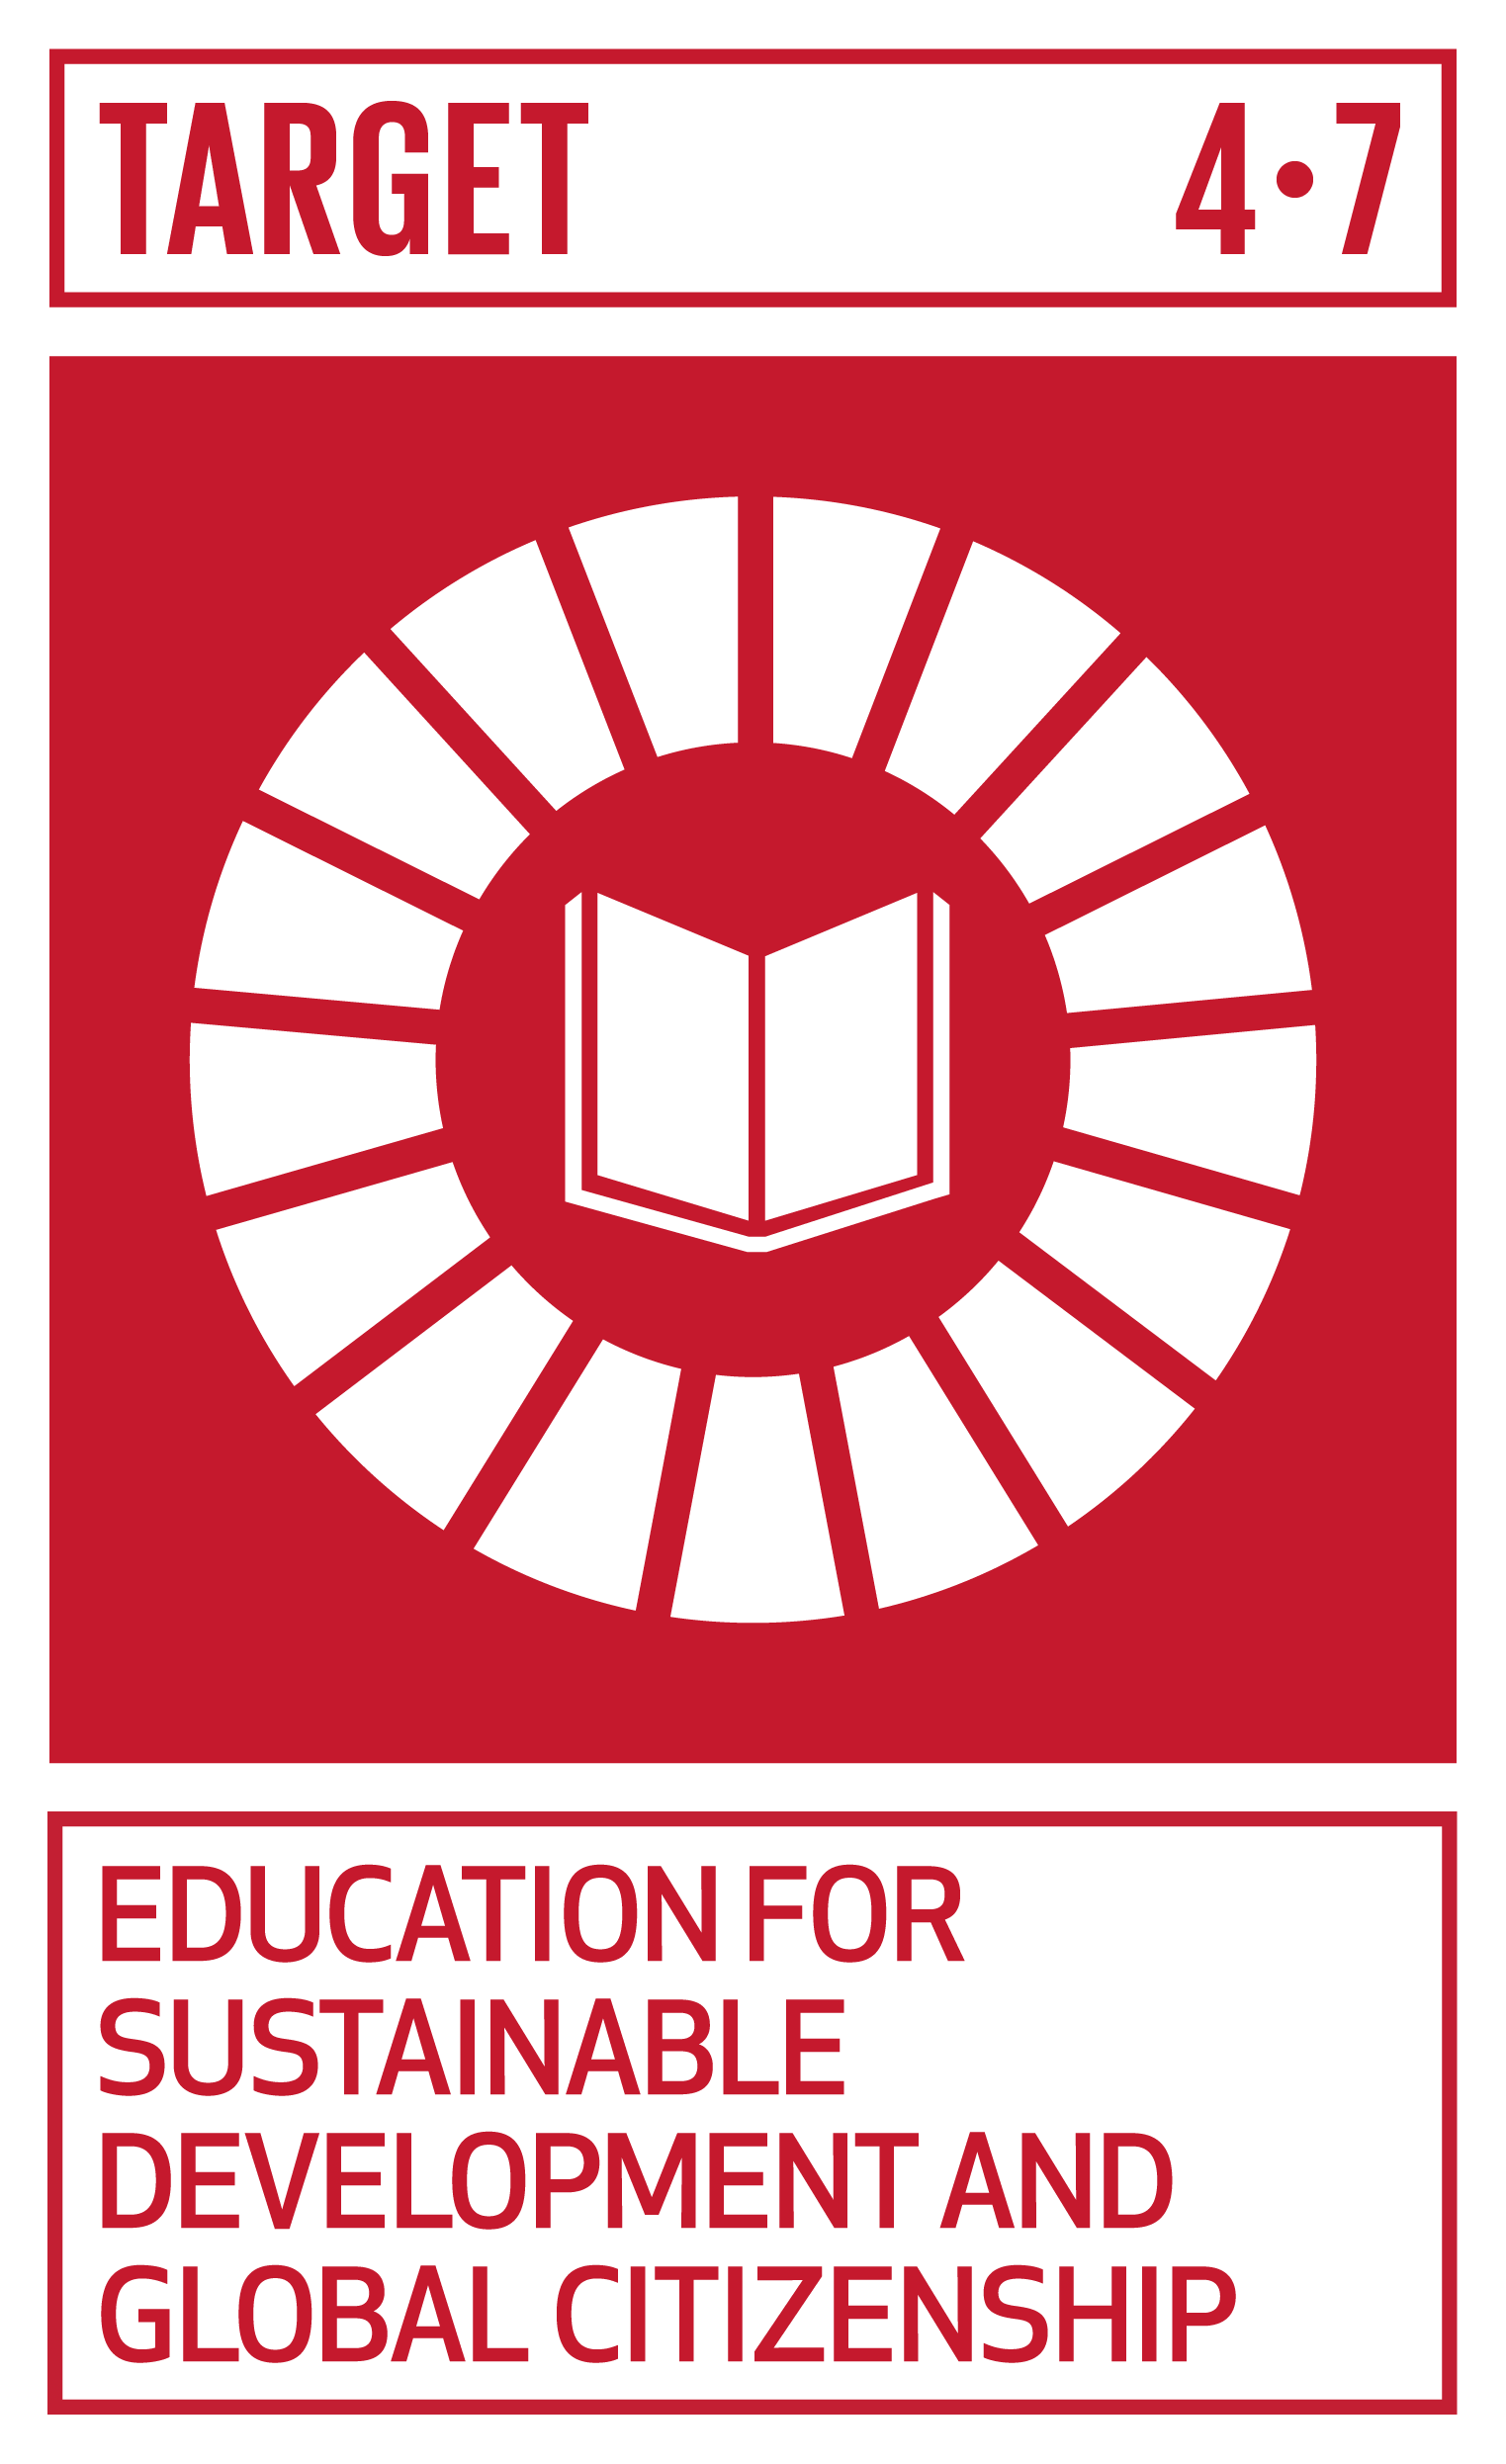 TARGET 4•7
EDUCATION FOR
SUSTAINABLE
DEVELOPMENT AND
GLOBAL CITIZENSHIP